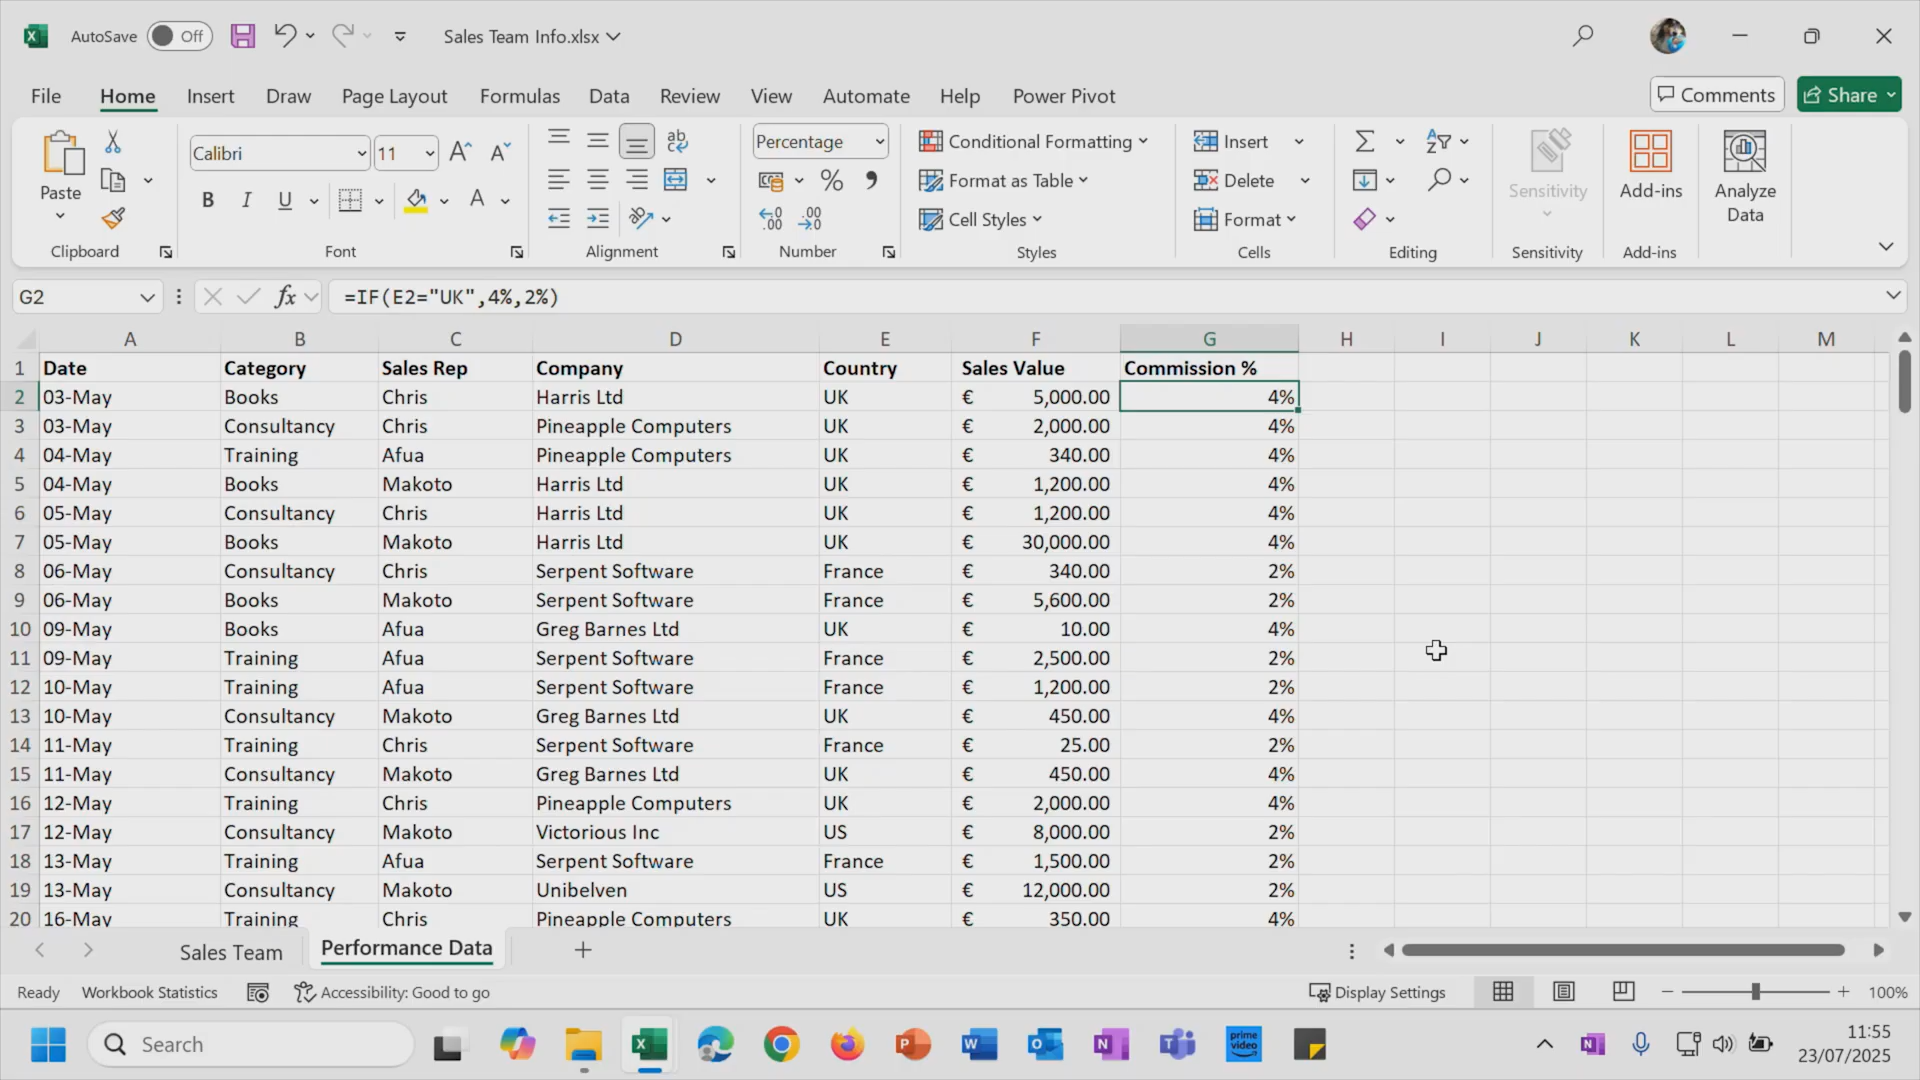 AutoSave Off Sales Team Info.xlsx
File Home Insert Draw Page Layout Formulas Data Review View Automate Help Power Pivot Comments Share
Paste
Clipboard
Calibri 11
B I U A
Font
ab
Alignment
Percentage
% 9
.00 .00
Number
Conditional Formatting
Format as Table
Cell Styles
Styles
Insert
Delete
Format
Cells
Editing
Sensitivity
Sensitivity
Add-ins
Add-ins
Analyze
Data
G2 fx =IF(E2="UK",4%,2%)
A B C D E F G H I J K L M
1 Date Category Sales Rep Company Country Sales Value Commission %
2 03-May Books Chris Harris Ltd UK € 5,000.00 4%
3 03-May Consultancy Chris Pineapple Computers UK € 2,000.00 4%
4 04-May Training Afua Pineapple Computers UK € 340.00 4%
5 04-May Books Makoto Harris Ltd UK € 1,200.00 4%
6 05-May Consultancy Chris Harris Ltd UK € 1,200.00 4%
7 05-May Books Makoto Harris Ltd UK € 30,000.00 4%
8 06-May Consultancy Chris Serpent Software France € 340.00 2%
9 06-May Books Makoto Serpent Software France € 5,600.00 2%
10 09-May Books Afua Greg Barnes Ltd UK € 10.00 4%
11 09-May Training Afua Serpent Software France € 2,500.00 2%
12 10-May Training Afua Serpent Software France € 1,200.00 2%
13 10-May Consultancy Makoto Greg Barnes Ltd UK € 450.00 4%
14 11-May Training Chris Serpent Software France € 25.00 2%
15 11-May Consultancy Makoto Greg Barnes Ltd UK € 450.00 4%
16 12-May Training Chris Pineapple Computers UK € 2,000.00 4%
17 12-May Consultancy Makoto Victorious Inc US € 8,000.00 2%
18 13-May Training Afua Serpent Software France € 1,500.00 2%
19 13-May Consultancy Makoto Unibelven US € 12,000.00 2%
20 16-May Training Chris Pineapple Computers UK € 350.00 4%
Sales Team Performance Data
Ready Workbook Statistics Accessibility: Good to go Display Settings 100%
Search prime video 11:55
23/07/2025